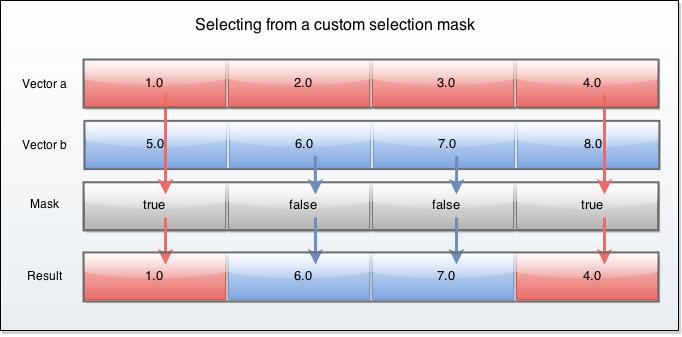 Selecting from a custom selection mask
Vector a 1.0 2.0 3.0 4.0
Vector b 5.0 6.0 7.0 8.0
Mask true false false true
Result 1.0 6.0 7.0 4.0